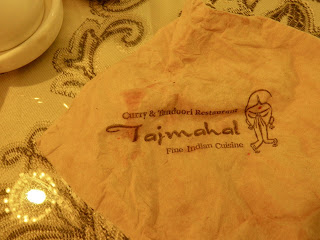 Curry & Tandoori Restaurant
Tajmahal
Fine Indian Cuisine